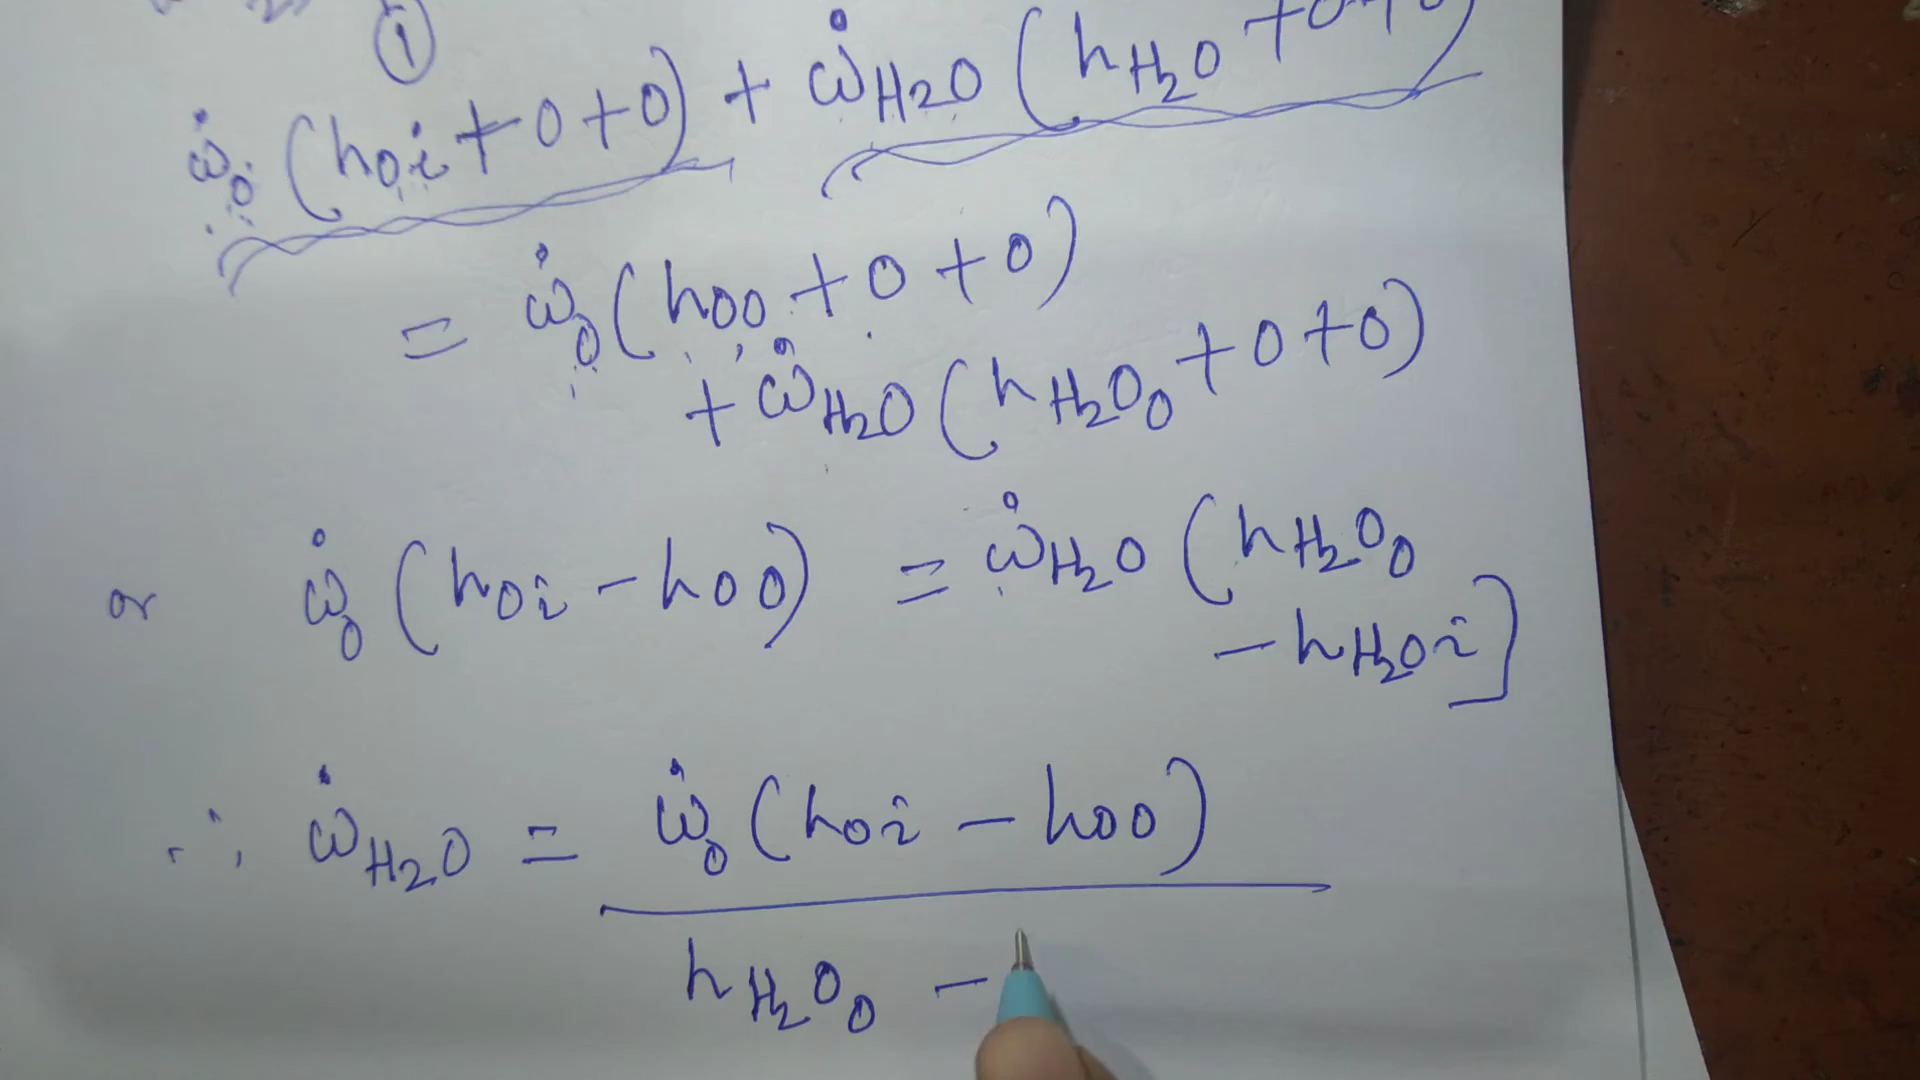 ①
ẇo (hoi + 0 + 0) + ẇH2O (hH2O + 0 + 0)
= ẇo (hoo + 0 + 0)
+ ẇH2O (hH2Oo + 0 + 0)
or ẇo (hoi - hoo) = ẇH2O (hH2Oo
- hH2Oi]
∴ ẇH2O = ẇo (hoi - hoo)
hH2Oo -